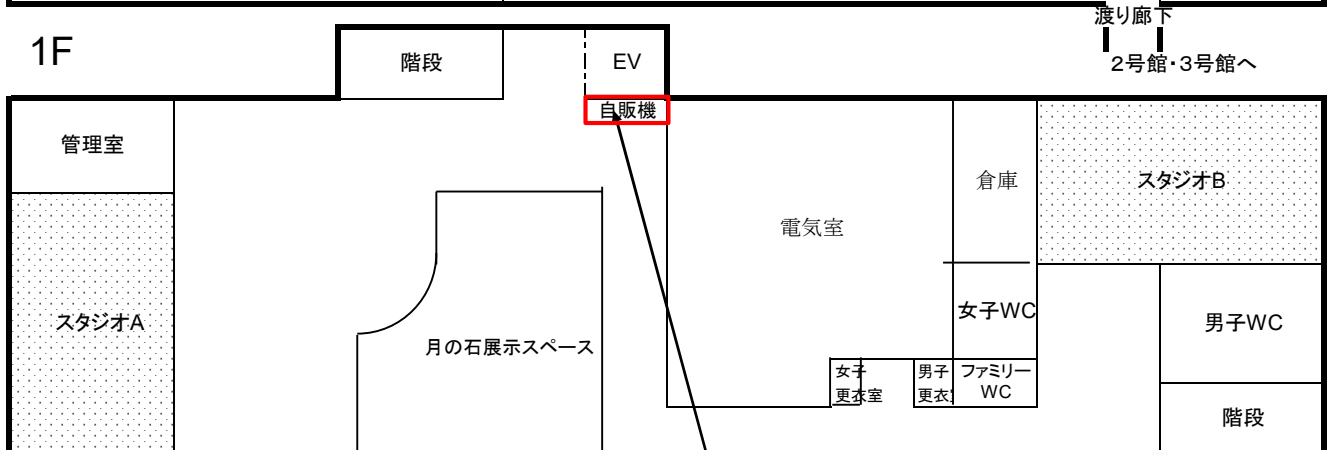 渡り廊下
1F
階段
EV
2号館・3号館へ
自販機
管理室
倉庫
スタジオB
電気室
スタジオA
月の石展示スペース
女子WC
男子WC
女子
更衣室
男子
更衣
ファミリー
WC
階段